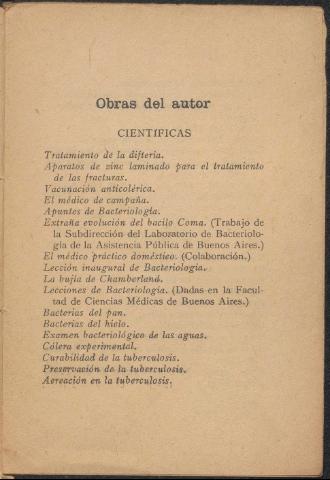 Obras del autor
CIENTIFICAS
Tratamiento de la difteria.
Aparatos de zinc laminado para el tratamiento
de las fracturas.
Vacunación anticolérica.
El médico de campaña.
Apuntes de Bacteriología.
Extraña evolución del bacilo Coma. (Trabajo de
la Subdirección del Laboratorio de Bacteriolo-
gía de la Asistencia Pública de Buenos Aires.)
El médico práctico doméstico. (Colaboración.)
Lección inaugural de Bacteriología.
La bujía de Chamberland.
Lecciones de Bacteriología. (Dadas en la Facul-
tad de Ciencias Médicas de Buenos Aires.)
Bacterias del pan.
Bacterias del hielo.
Examen bacteriológico de las aguas.
Cólera experimental.
Curabilidad de la tuberculosis.
Preservación de la tuberculosis.
Aereación en la tuberculosis.